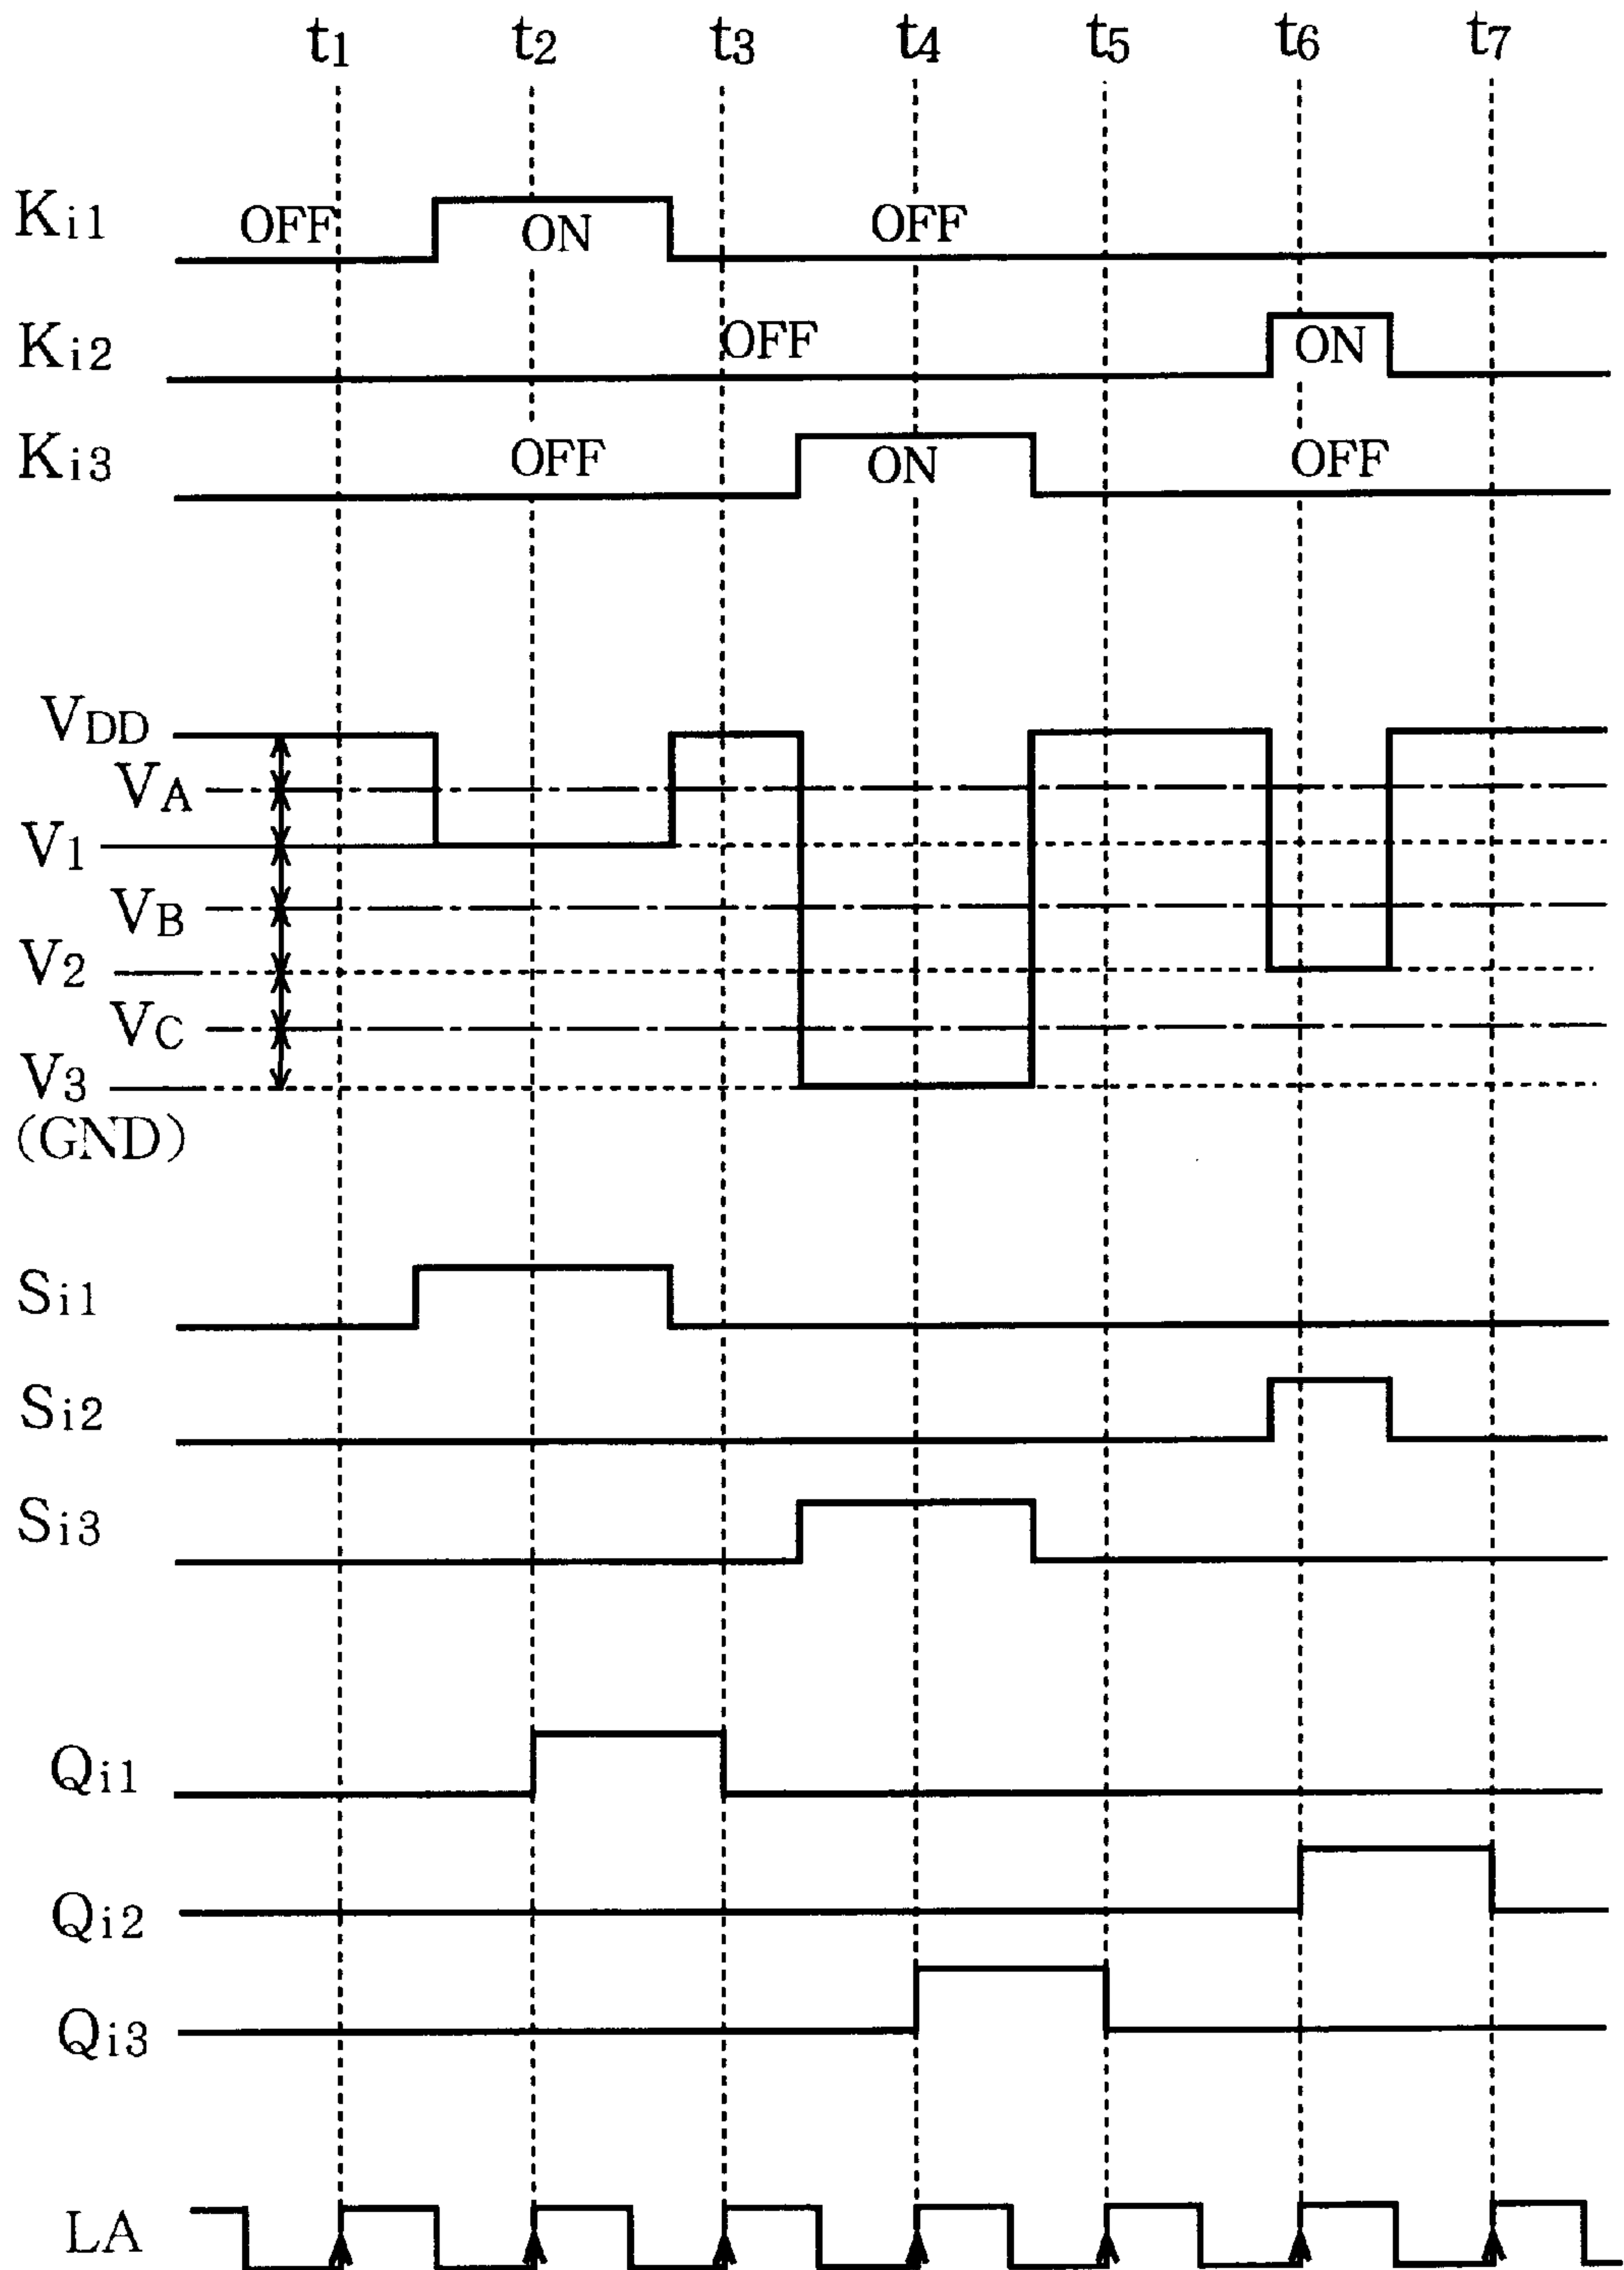 t1 t2 t3 t4 t5 t6 t7
Ki1 OFF ON OFF
Ki2 OFF ON
Ki3 OFF ON OFF
VDD
VA
V1
VB
V2
VC
V3
(GND)
Si1
Si2
Si3
Qi1
Qi2
Qi3
LA